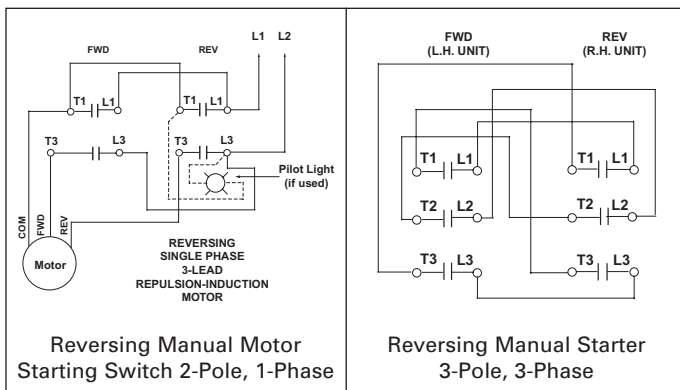 L1 L2
FWD REV
T1 L1 T1 L1
T3 L3 T3 L3
Pilot Light
(if used)
COM
FWD
REV
Motor
REVERSING
SINGLE PHASE
3-LEAD
REPULSION-INDUCTION
MOTOR
Reversing Manual Motor
Starting Switch 2-Pole, 1-Phase
FWD REV
(L.H. UNIT) (R.H. UNIT)
T1 L1 T1 L1
T2 L2 T2 L2
T3 L3 T3 L3
Reversing Manual Starter
3-Pole, 3-Phase